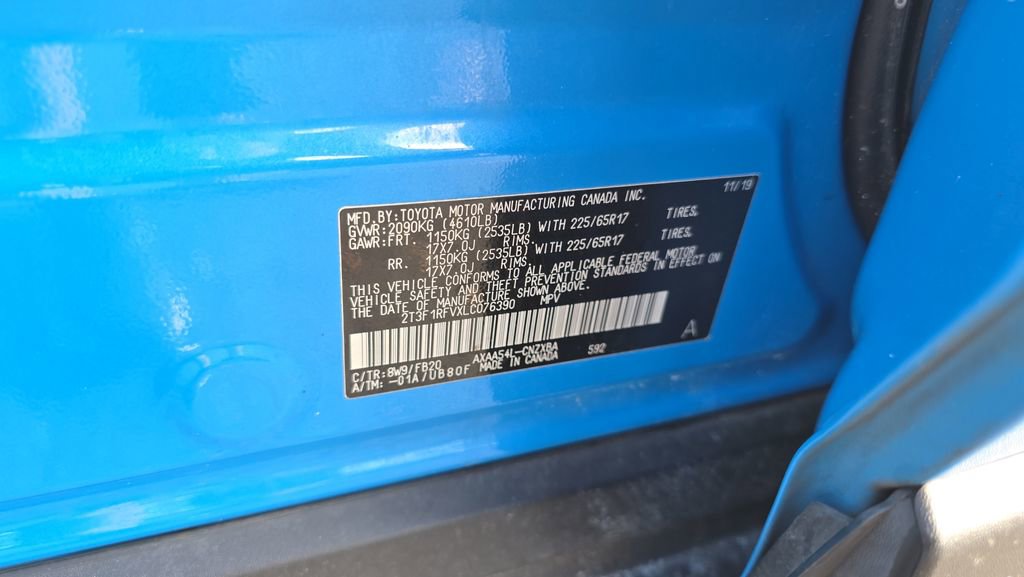 MFD. BY: TOYOTA MOTOR MANUFACTURING CANADA INC. 11/19
GVWR: 2090KG (4610LB)
GAWR: FRT. 1150KG (2535LB) WITH 225/65R17 TIRES,
17X7.0J RIMS.
RR. 1150KG (2535LB) WITH 225/65R17 TIRES,
17X7.0J RIMS.
THIS VEHICLE CONFORMS TO ALL APPLICABLE FEDERAL MOTOR
VEHICLE SAFETY AND THEFT PREVENTION STANDARDS IN EFFECT ON
THE DATE OF MANUFACTURE SHOWN ABOVE.
2T3F1RFVXLC076390 MPV
A
C/TR: 8W9/FB20 AXAA54L-CNZXBA 592
A/TM: -01A/UB80F MADE IN CANADA